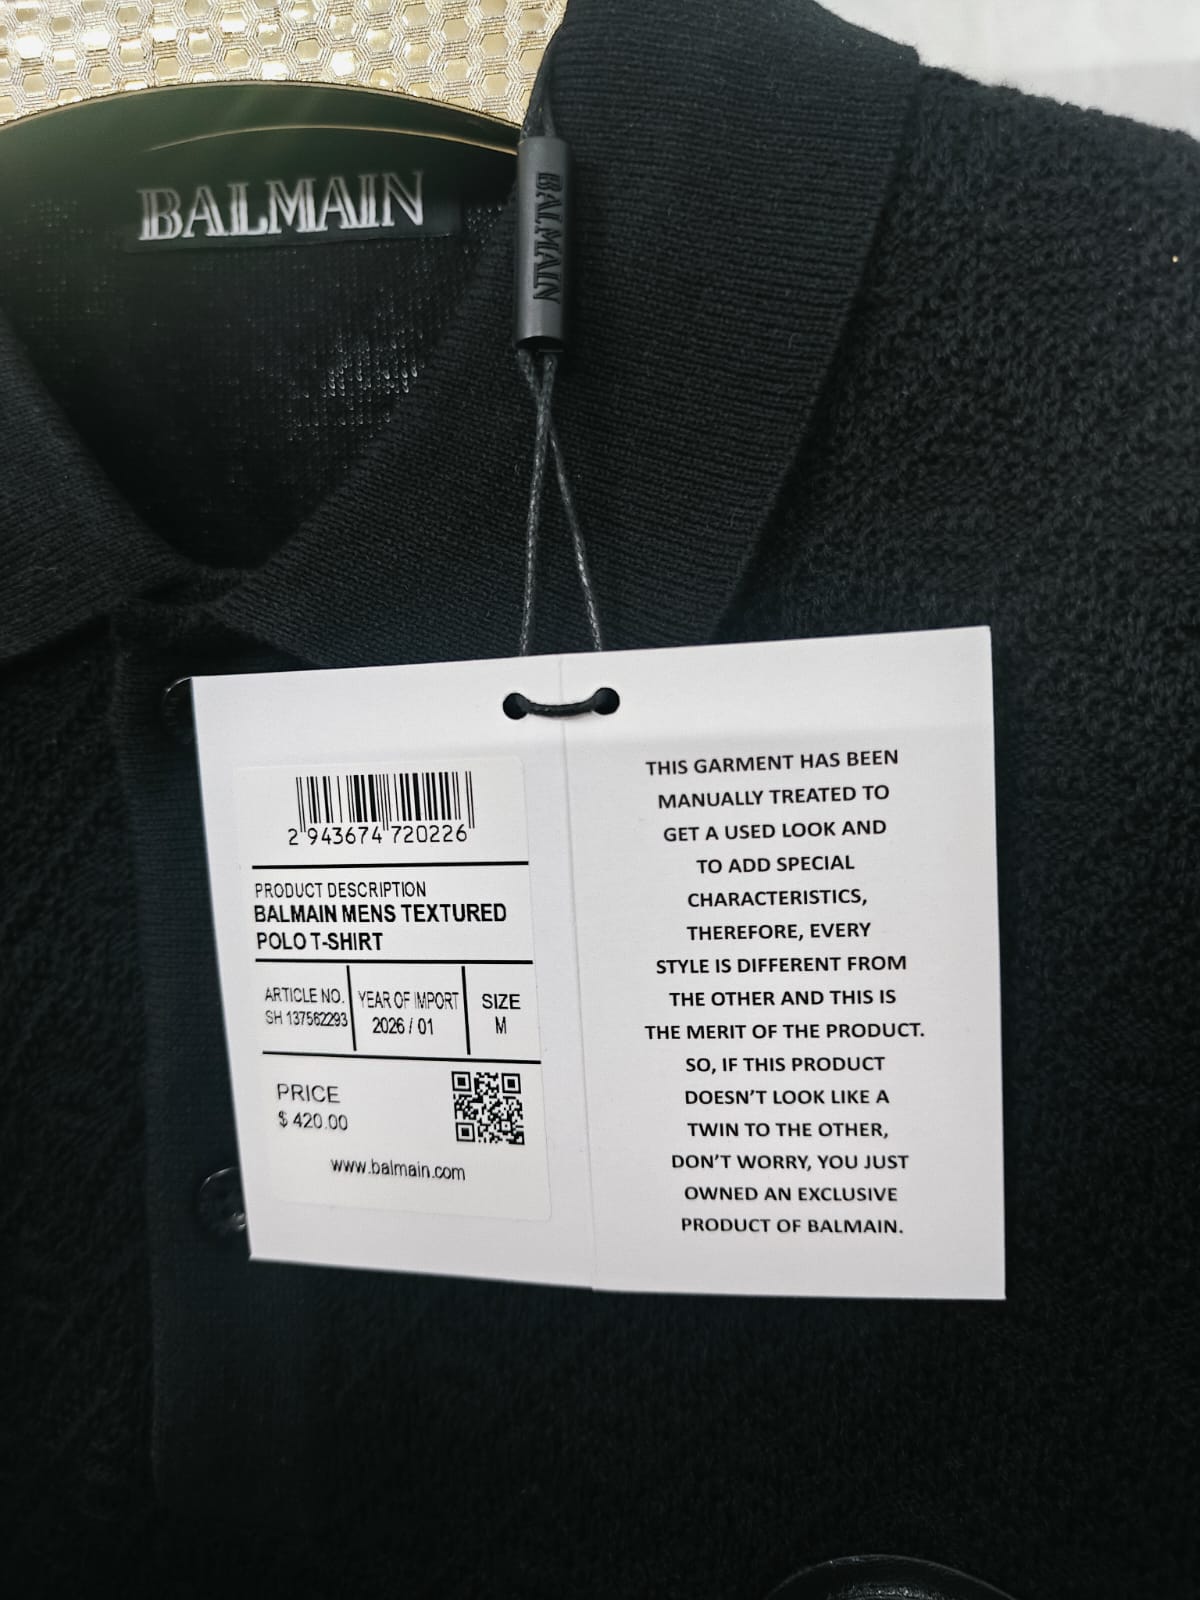 BALMAIN
BALMAIN
2 943674 720226
PRODUCT DESCRIPTION
BALMAIN MENS TEXTURED
POLO T-SHIRT
ARTICLE NO.
SH 137562293
YEAR OF IMPORT
2026 / 01
SIZE
M
PRICE
$ 420.00
www.balmain.com
THIS GARMENT HAS BEEN
MANUALLY TREATED TO
GET A USED LOOK AND
TO ADD SPECIAL
CHARACTERISTICS,
THEREFORE, EVERY
STYLE IS DIFFERENT FROM
THE OTHER AND THIS IS
THE MERIT OF THE PRODUCT.
SO, IF THIS PRODUCT
DOESN'T LOOK LIKE A
TWIN TO THE OTHER,
DON'T WORRY, YOU JUST
OWNED AN EXCLUSIVE
PRODUCT OF BALMAIN.